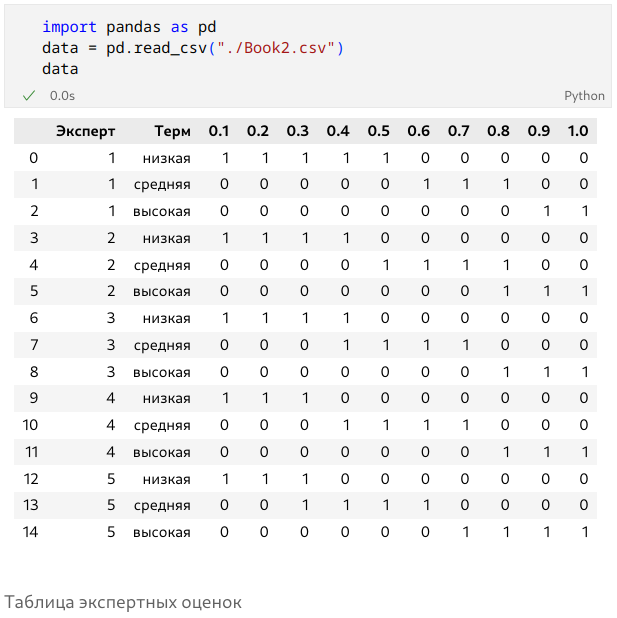 import pandas as pd
data = pd.read_csv("./Book2.csv")
data
0.0s Python
Эксперт Терм 0.1 0.2 0.3 0.4 0.5 0.6 0.7 0.8 0.9 1.0
0 1 низкая 1 1 1 1 1 0 0 0 0 0
1 1 средняя 0 0 0 0 0 1 1 1 0 0
2 1 высокая 0 0 0 0 0 0 0 0 1 1
3 2 низкая 1 1 1 1 0 0 0 0 0 0
4 2 средняя 0 0 0 0 1 1 1 1 0 0
5 2 высокая 0 0 0 0 0 0 0 1 1 1
6 3 низкая 1 1 1 1 0 0 0 0 0 0
7 3 средняя 0 0 0 1 1 1 1 0 0 0
8 3 высокая 0 0 0 0 0 0 0 1 1 1
9 4 низкая 1 1 1 0 0 0 0 0 0 0
10 4 средняя 0 0 0 1 1 1 1 0 0 0
11 4 высокая 0 0 0 0 0 0 0 1 1 1
12 5 низкая 1 1 1 0 0 0 0 0 0 0
13 5 средняя 0 0 1 1 1 1 0 0 0 0
14 5 высокая 0 0 0 0 0 0 1 1 1 1
Таблица экспертных оценок